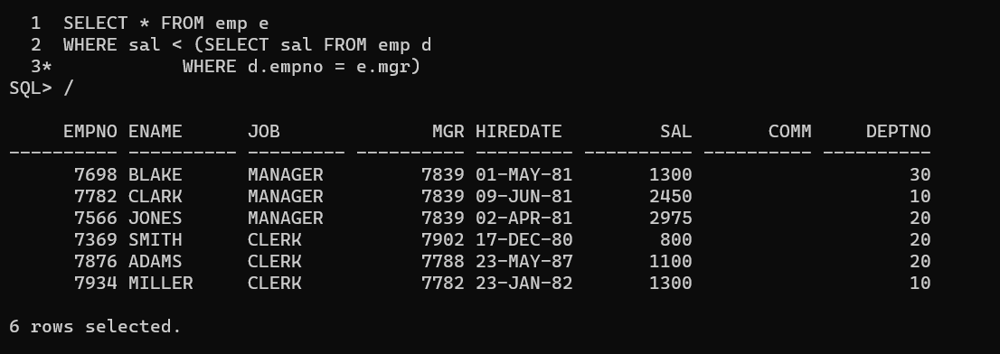 1  SELECT * FROM emp e
  2  WHERE sal < (SELECT sal FROM emp d
  3*            WHERE d.empno = e.mgr)
SQL> /
     EMPNO ENAME      JOB              MGR HIREDATE         SAL       COMM     DEPTNO
---------- ---------- --------- ---------- --------- ---------- ---------- ----------
      7698 BLAKE      MANAGER         7839 01-MAY-81       1300                    30
      7782 CLARK      MANAGER         7839 09-JUN-81       2450                    10
      7566 JONES      MANAGER         7839 02-APR-81       2975                    20
      7369 SMITH      CLERK           7902 17-DEC-80        800                    20
      7876 ADAMS      CLERK           7788 23-MAY-87       1100                    20
      7934 MILLER     CLERK           7782 23-JAN-82       1300                    10
6 rows selected.